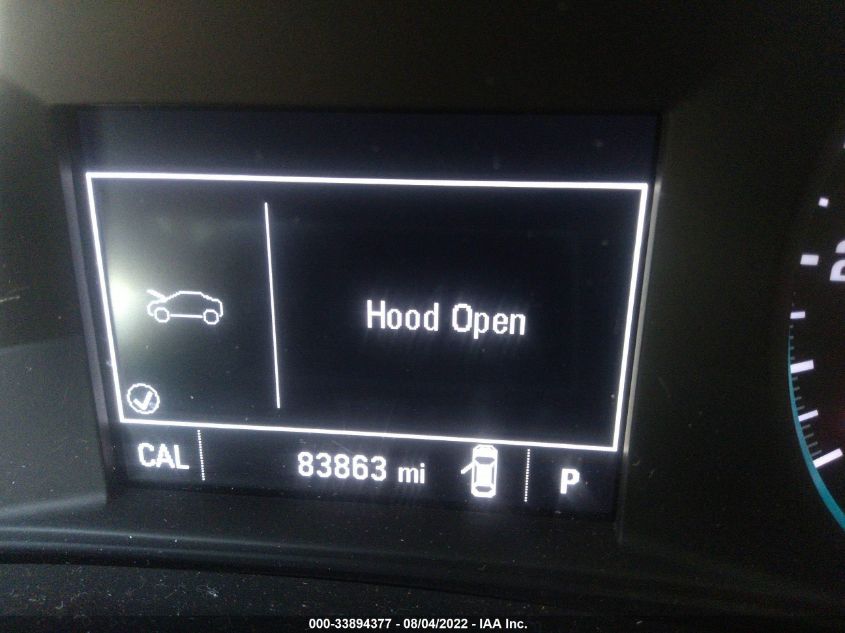 Hood Open
CAL 83863 mi P
000-33894377 - 08/04/2022 - IAA Inc.